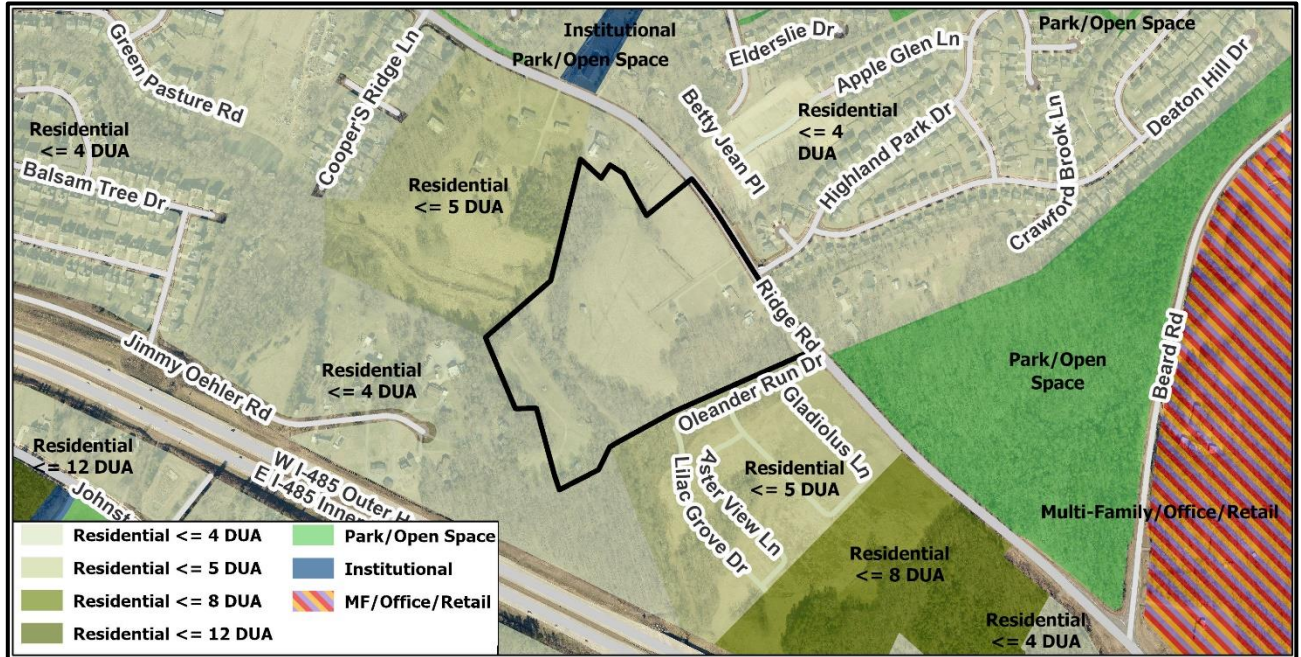 Green Pasture Rd
Cooper'S Ridge Ln
Institutional
Park/Open Space
Elderslie Dr
Apple Glen Ln
Park/Open Space
Deaton Hill Dr
Residential
<= 4 DUA
Balsam Tree Dr
Residential
<= 5 DUA
Betty Jean Pl
Residential
<= 4
DUA
Highland Park Dr
Crawford Brook Ln
Ridge Rd
Beard Rd
Jimmy Oehler Rd
Residential
<= 4 DUA
Park/Open
Space
Oleander Run Dr
Gladiolus Ln
Residential
<= 12 DUA
W I-485 Outer H
E I-485 Inner
Johnst
Residential
<= 5 DUA
Yster View Ln
Lilac Grove Dr
Multi-Family/Office/Retail
Residential
<= 8 DUA
Residential
<= 4 DUA
Residential <= 4 DUA
Residential <= 5 DUA
Residential <= 8 DUA
Residential <= 12 DUA
Park/Open Space
Institutional
MF/Office/Retail